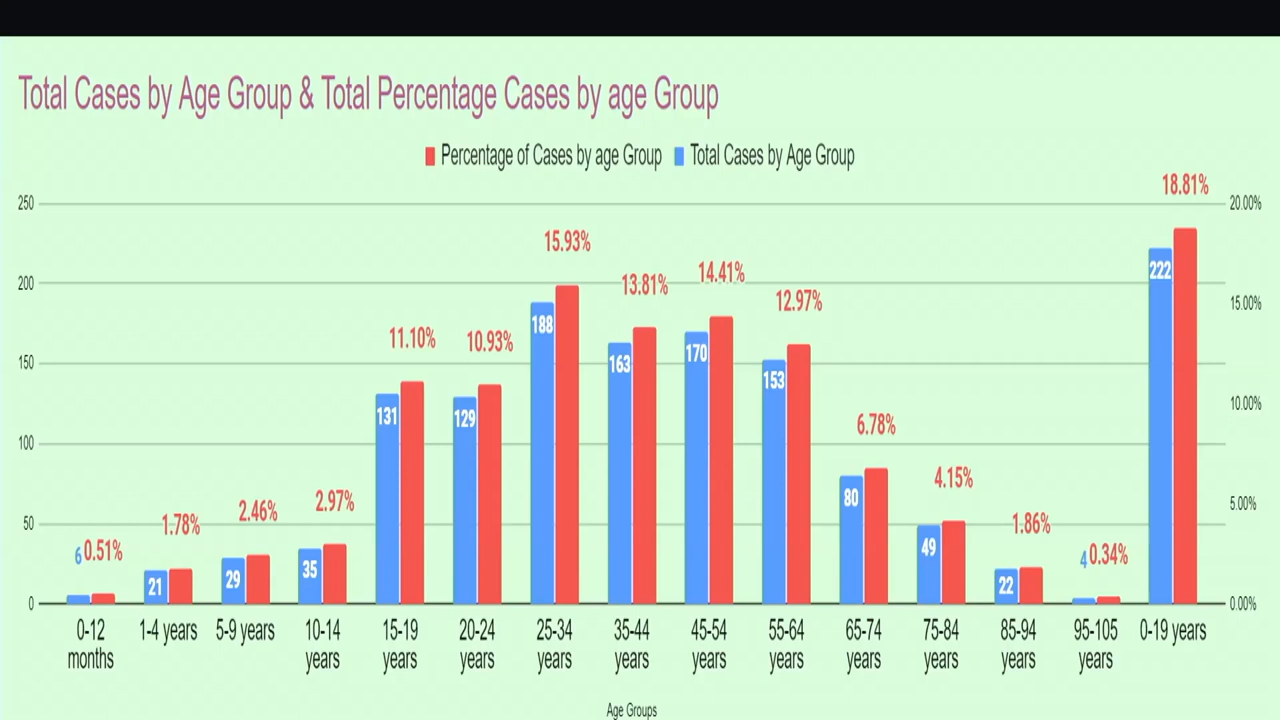 Total Cases by Age Group & Total Percentage Cases by age Group
Percentage of Cases by age Group Total Cases by Age Group
250
200
150
100
50
0
20.00%
15.00%
10.00%
5.00%
0.00%
6 0.51%
21 1.78%
29 2.46%
35 2.97%
131 11.10%
129 10.93%
188 15.93%
163 13.81%
170 14.41%
153 12.97%
80 6.78%
49 4.15%
22 1.86%
4 0.34%
222 18.81%
0-12 months
1-4 years
5-9 years
10-14 years
15-19 years
20-24 years
25-34 years
35-44 years
45-54 years
55-64 years
65-74 years
75-84 years
85-94 years
95-105 years
0-19 years
Age Groups